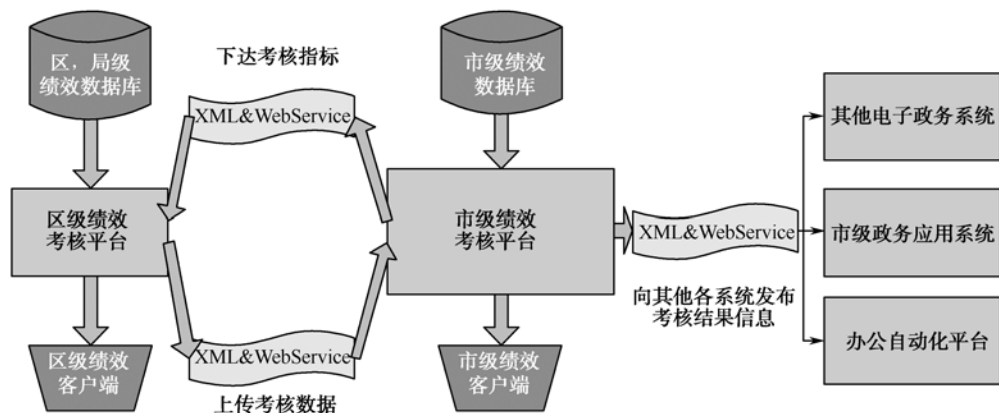 区，局级
绩效数据库
下达考核指标
XML&WebService
市级绩效
数据库
其他电子政务系统
区级绩效
考核平台
市级绩效
考核平台
XML&WebService
市级政务应用系统
向其他各系统发布
考核结果信息
办公自动化平台
区级绩效
客户端
XML&WebService
上传考核数据
市级绩效
客户端